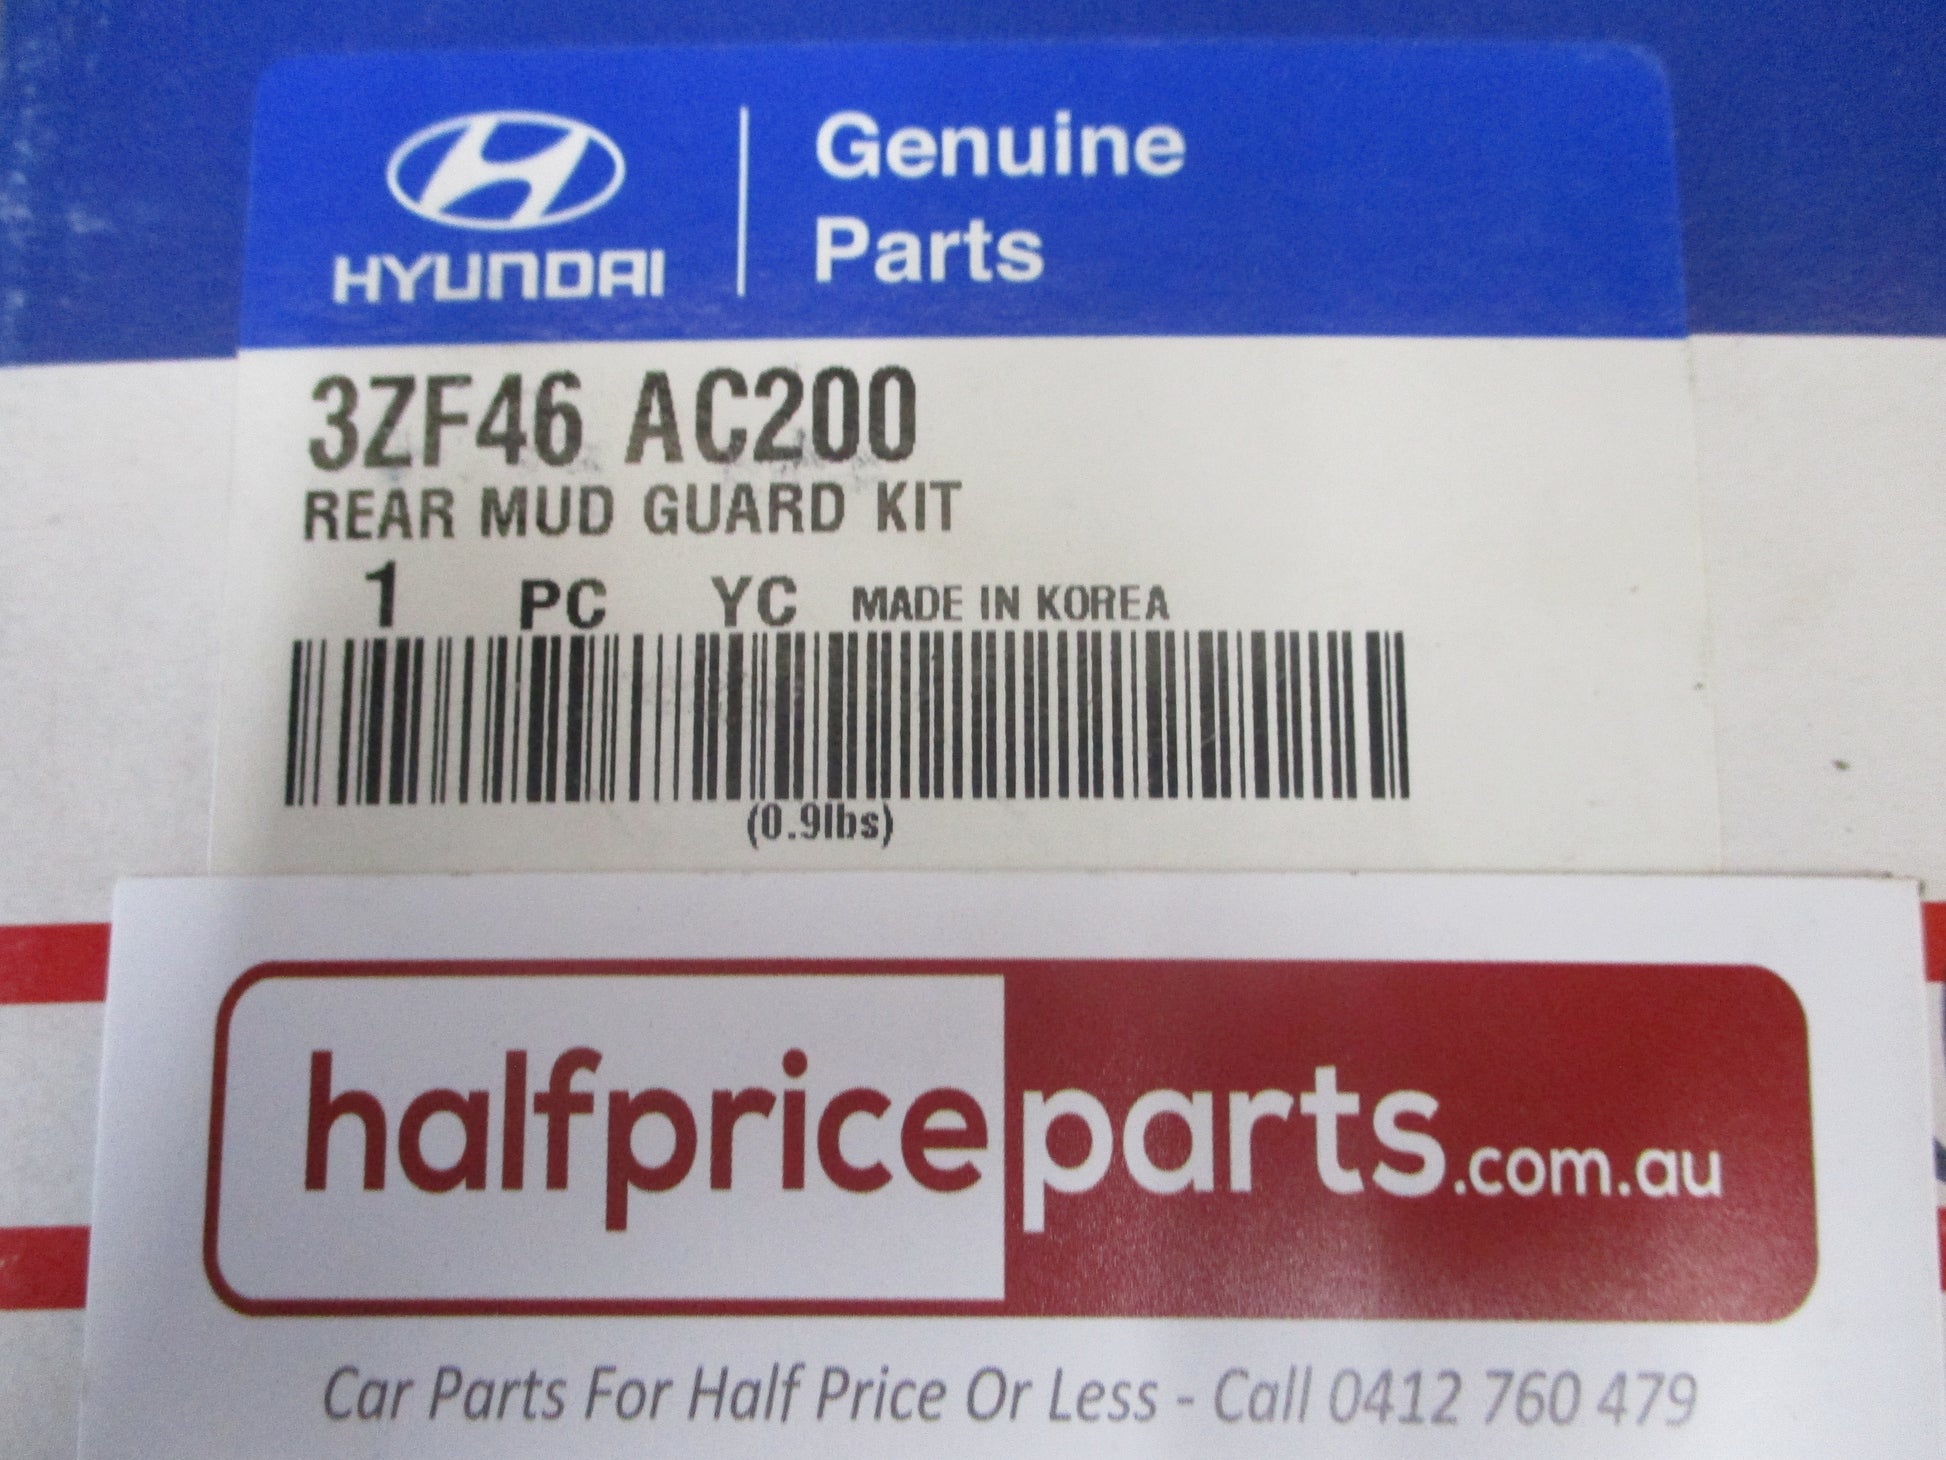 HYUNDAI
Genuine
Parts
3ZF46 AC200
REAR MUD GUARD KIT
1 PC YC MADE IN KOREA
(0.9lbs)
halfpriceparts.com.au
Car Parts For Half Price Or Less - Call 0412 760 479